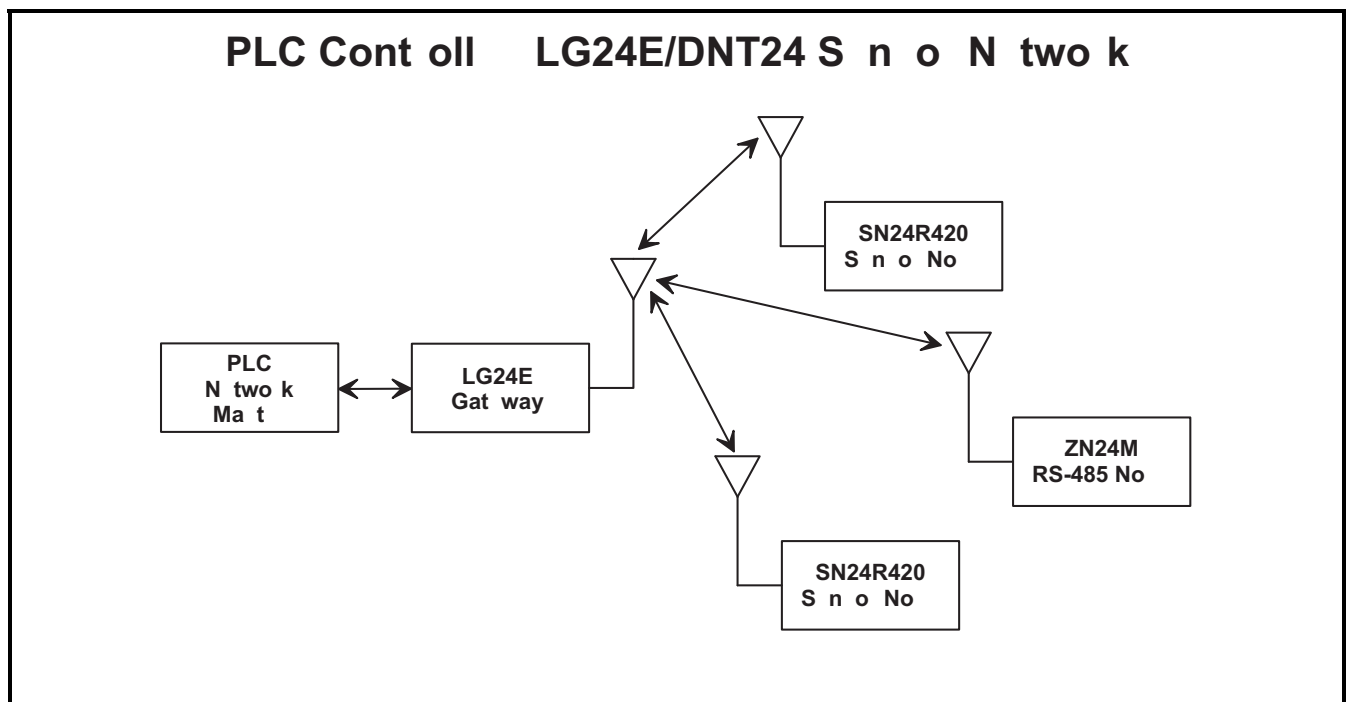 PLC Cont oll LG24E/DNT24 S n o N two k
SN24R420
S n o No
PLC
N two k
Ma t
LG24E
Gat way
ZN24M
RS-485 No
SN24R420
S n o No